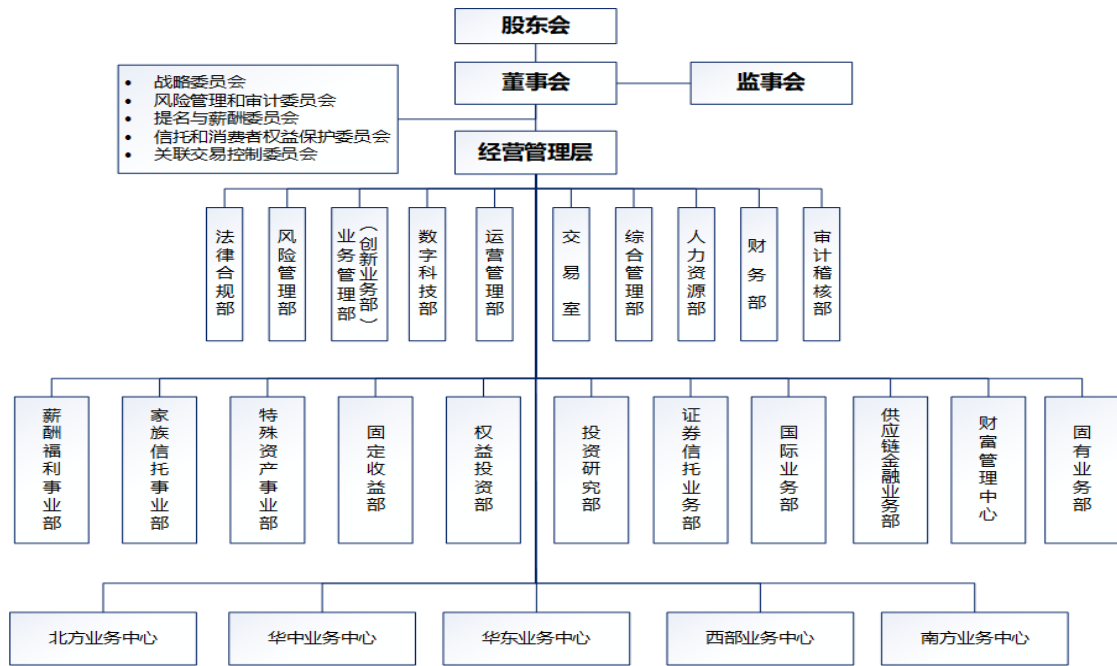 股东会
董事会
监事会
战略委员会
风险管理和审计委员会
提名与薪酬委员会
信托和消费者权益保护委员会
关联交易控制委员会
经营管理层
法律合规部
风险管理部
业务管理部
（创新业务部）
数字科技部
运营管理部
交易室
综合管理部
人力资源部
财务部
审计稽核部
薪酬福利事业部
家族信托事业部
特殊资产事业部
固定收益部
权益投资部
投资研究部
证券信托业务部
国际业务部
供应链金融业务部
财富管理中心
固有业务部
北方业务中心
华中业务中心
华东业务中心
西部业务中心
南方业务中心